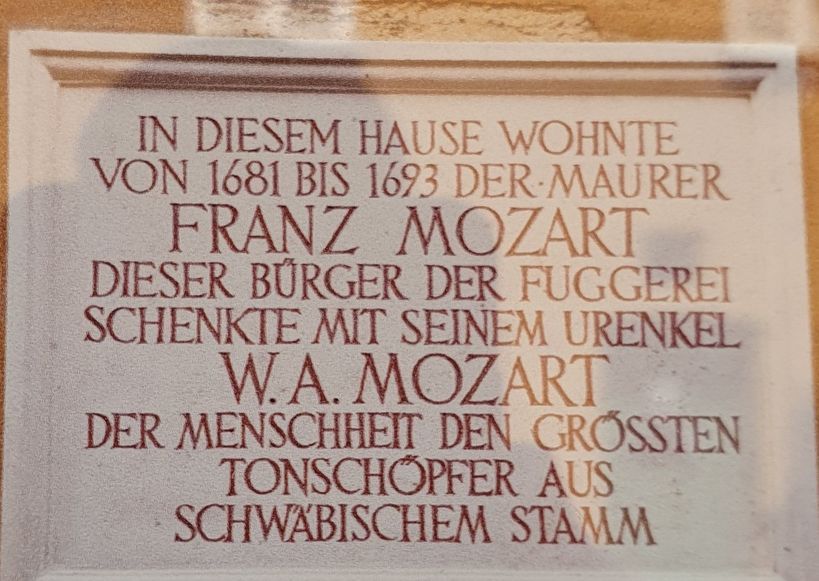 IN DIESEM HAUSE WOHNTE
VON 1681 BIS 1693 DER·MAURER
FRANZ MOZART
DIESER BÜRGER DER FUGGEREI
SCHENKTE MIT SEINEM URENKEL
W. A. MOZART
DER MENSCHHEIT DEN GRÖSSTEN
TONSCHÖPFER AUS
SCHWÄBISCHEM STAMM